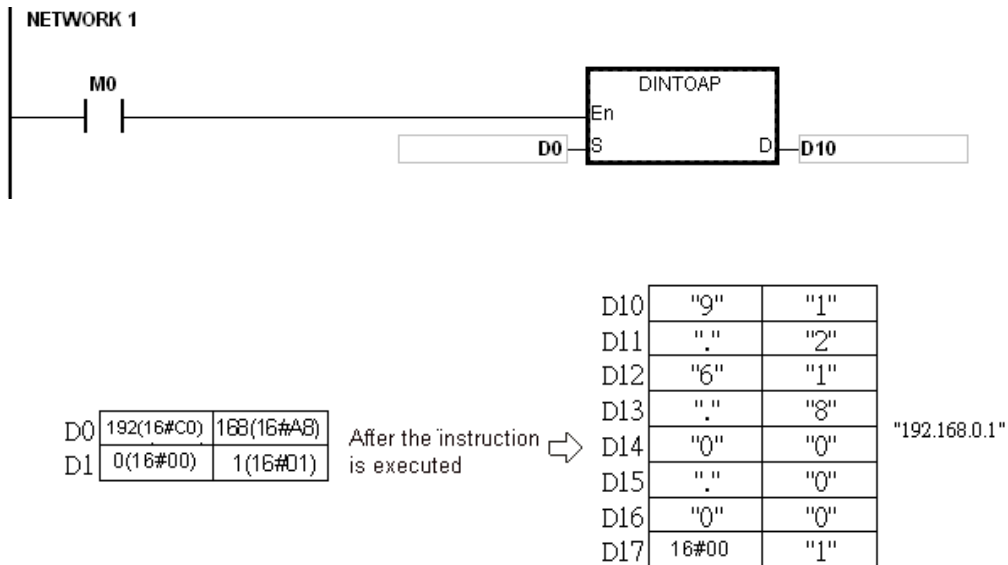 NETWORK 1
M0
DINTOAP
En
D0 S D D10
D10 "9" "1"
D11 "." "2"
D12 "6" "1"
D13 "." "8"
D14 "0" "0"
D15 "." "0"
D16 "0" "0"
D17 16#00 "1"
"192.168.0.1"
D0 192(16#C0) 168(16#A8)
D1 0(16#00) 1(16#01)
After the instruction
is executed